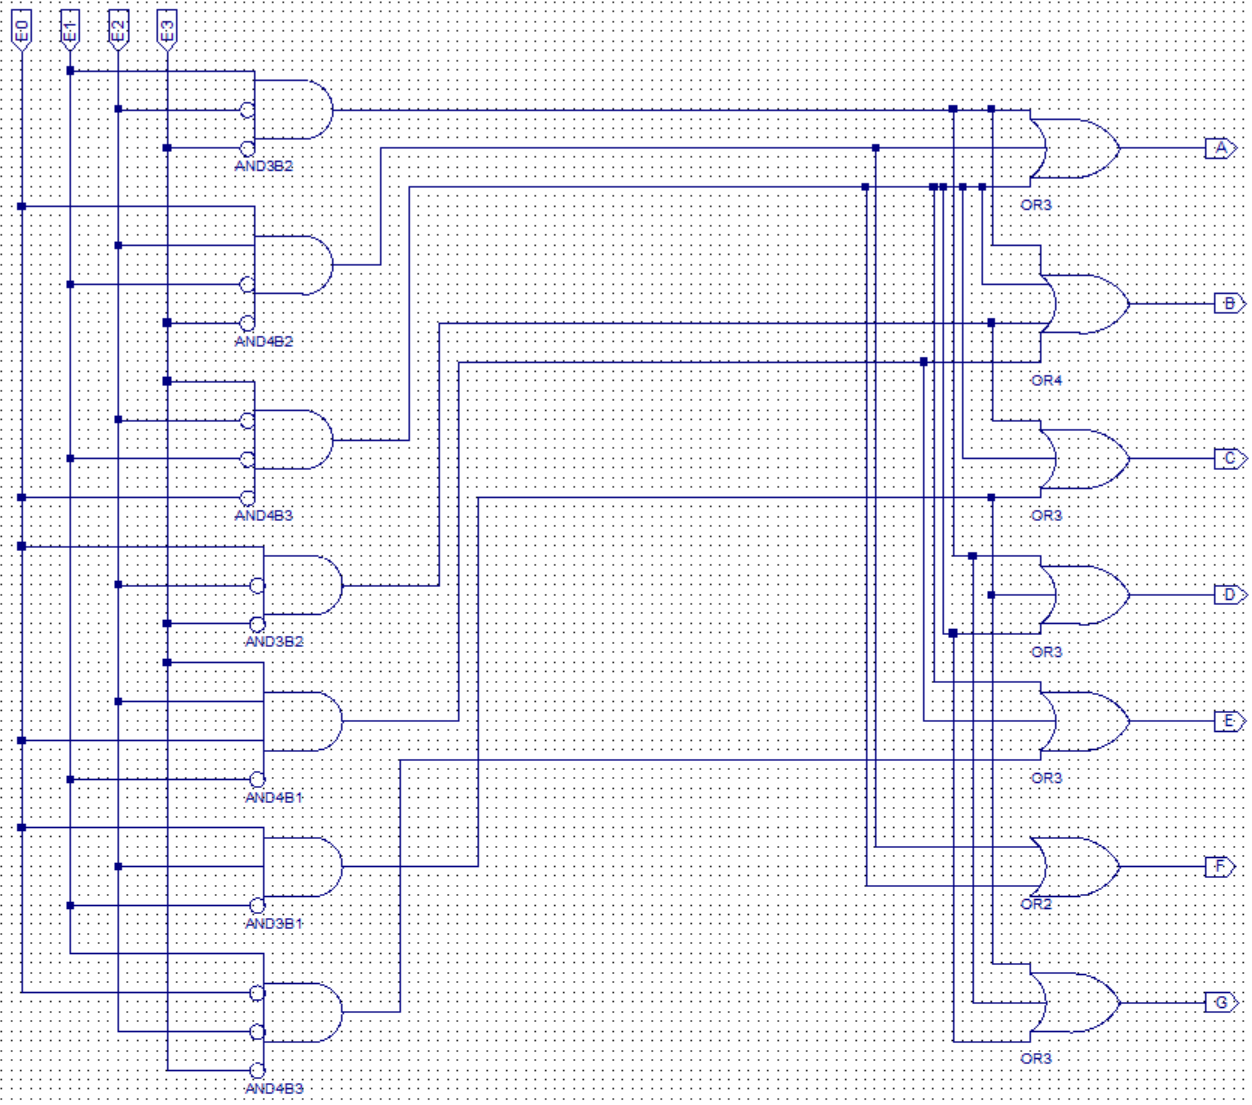 E0 E1 E2 E3
AND3B2
A
OR3
AND4B2
B
OR4
AND4B3
C
OR3
AND3B2
D
OR3
AND4B1
E
OR3
AND3B1
F
OR2
G
OR3
AND4B3